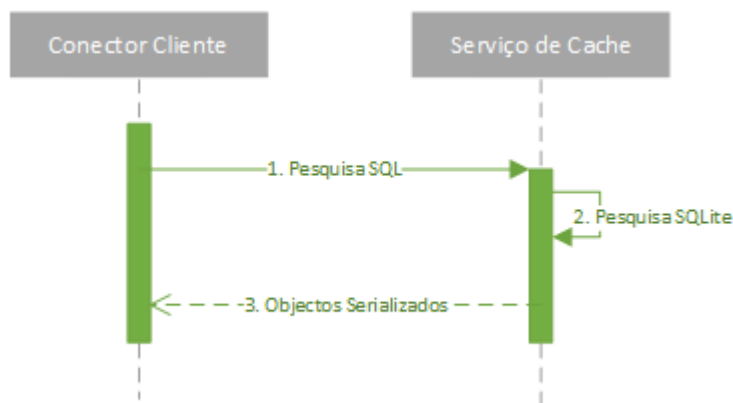 Conector Cliente
Serviço de Cache
1. Pesquisa SQL
2. Pesquisa SQLite
3. Objectos Serializados